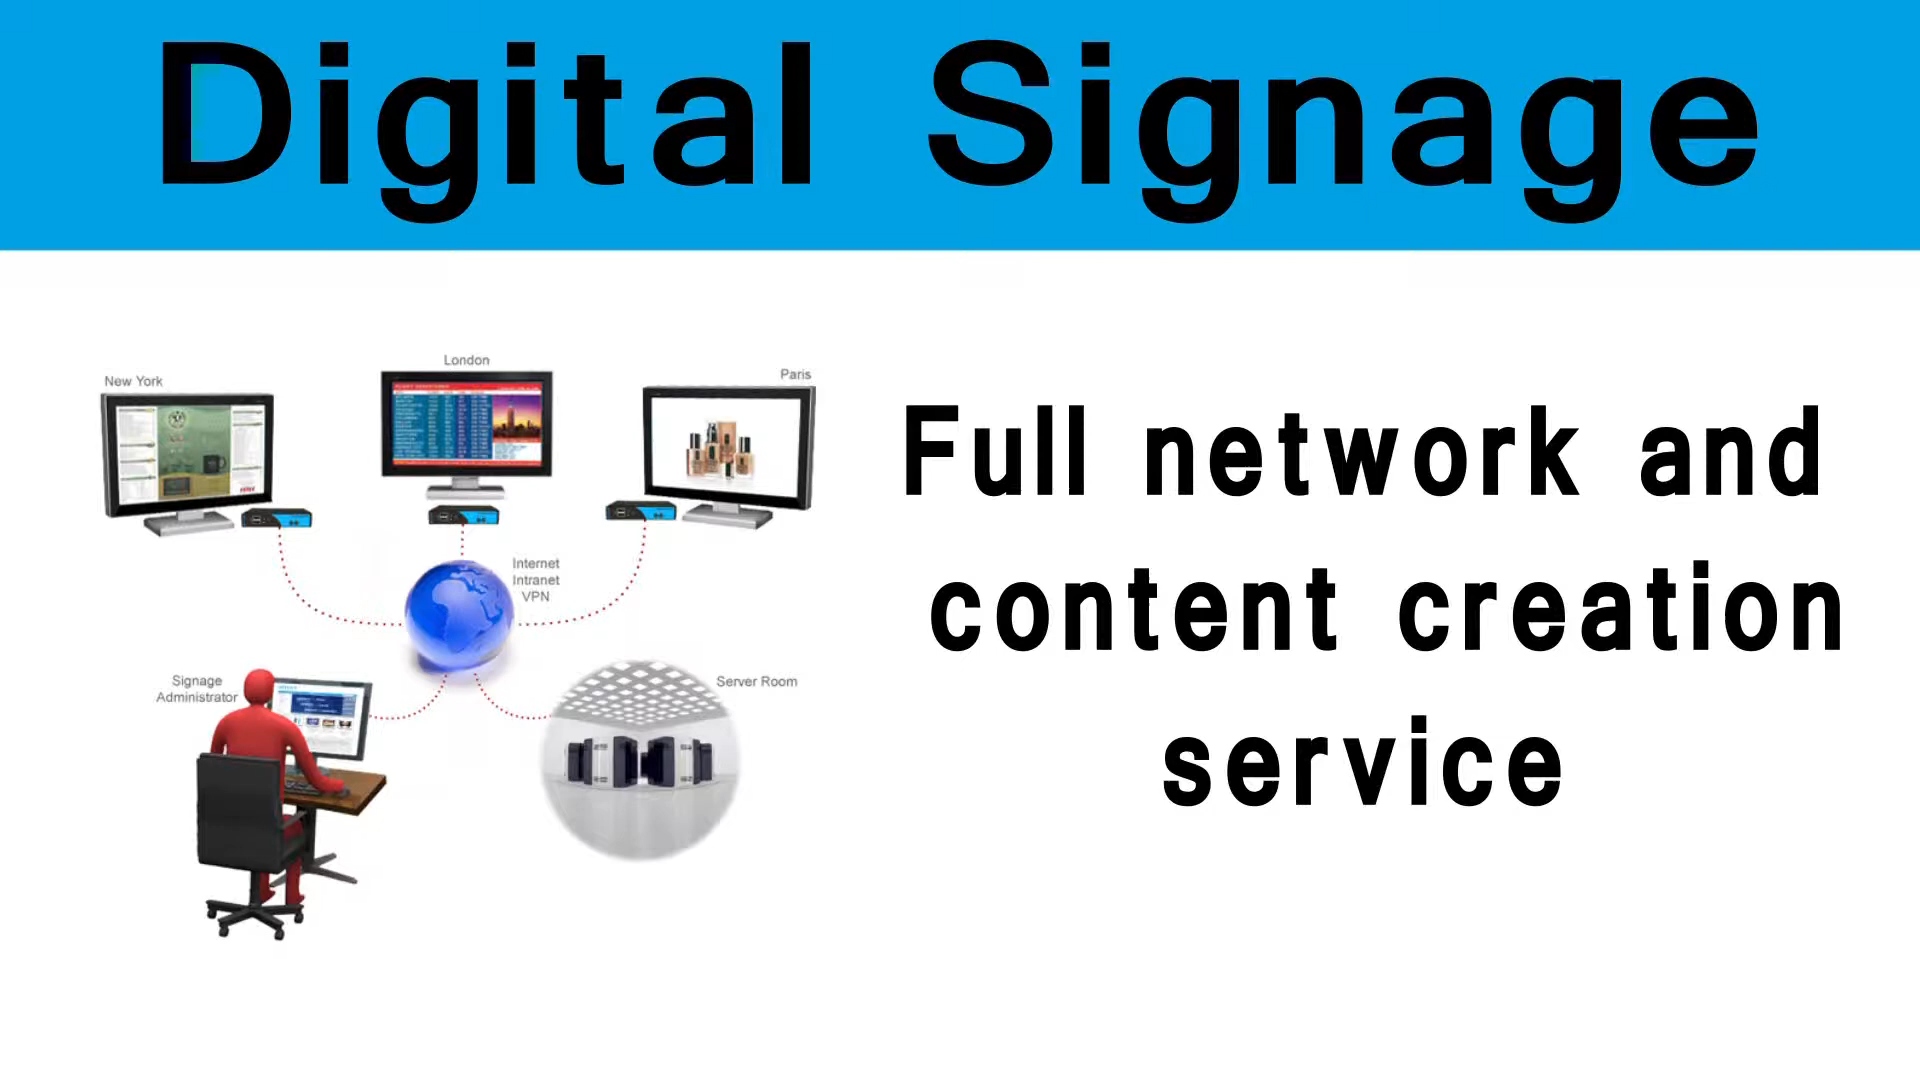 Digital Signage
London
New York
Paris
Full network and
content creation
service
Internet
Intranet
VPN
Signage
Administrator
Server Room